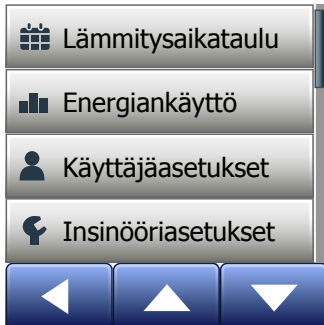 Lämmitysaikataulu
Energiankäyttö
Käyttäjäasetukset
Insinööriasetukset